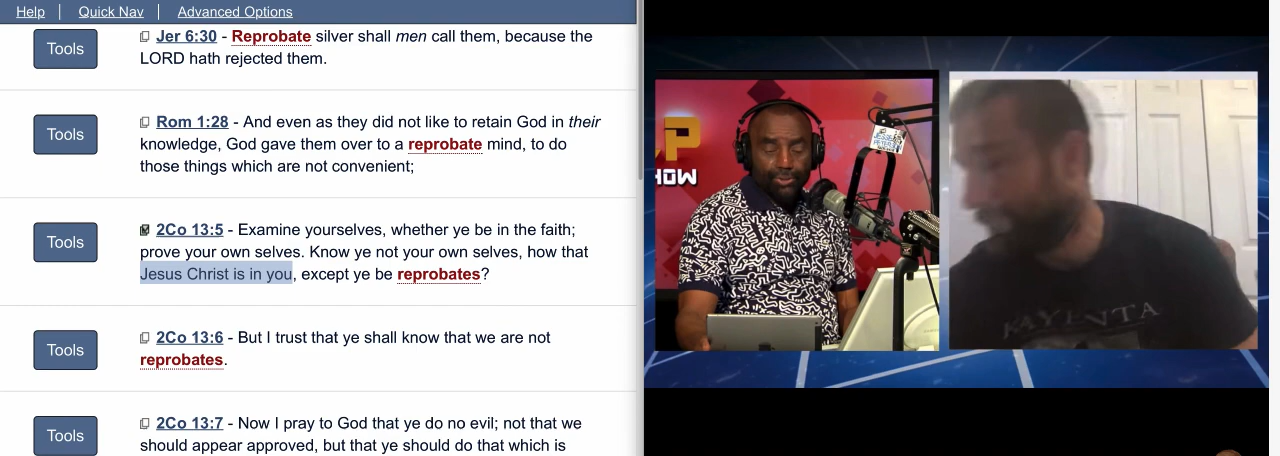 Help | Quick Nav | Advanced Options
Tools
Jer 6:30 - Reprobate silver shall men call them, because the
LORD hath rejected them.
Tools
Rom 1:28 - And even as they did not like to retain God in their
knowledge, God gave them over to a reprobate mind, to do
those things which are not convenient;
Tools
2Co 13:5 - Examine yourselves, whether ye be in the faith;
prove your own selves. Know ye not your own selves, how that
Jesus Christ is in you, except ye be reprobates?
Tools
2Co 13:6 - But I trust that ye shall know that we are not
reprobates.
Tools
2Co 13:7 - Now I pray to God that ye do no evil; not that we
should appear approved, but that ye should do that which is
P
HOW
JESSE
KAYENTA